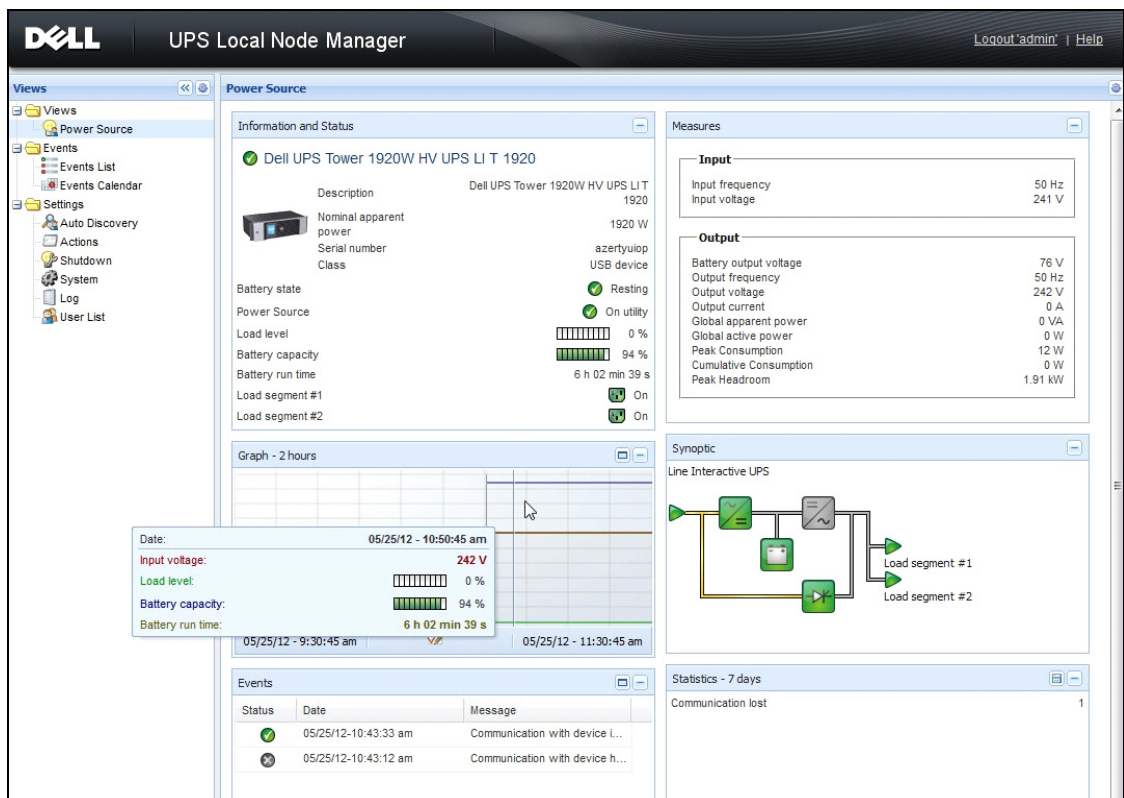 DELL
UPS Local Node Manager
Logout 'admin' | Help
Views
Views
Power Source
Events
Events List
Events Calendar
Settings
Auto Discovery
Actions
Shutdown
System
Log
User List
Power Source
Information and Status
Dell UPS Tower 1920W HV UPS LI T 1920
Description Dell UPS Tower 1920W HV UPS LI T
1920
Nominal apparent
power 1920 W
Serial number azertyuiop
Class USB device
Battery state Resting
Power Source On utility
Load level 0 %
Battery capacity 94 %
Battery run time 6 h 02 min 39 s
Load segment #1 On
Load segment #2 On
Measures
Input
Input frequency 50 Hz
Input voltage 241 V
Output
Battery output voltage 76 V
Output frequency 50 Hz
Output voltage 242 V
Output current 0 A
Global apparent power 0 VA
Global active power 0 W
Peak Consumption 12 W
Cumulative Consumption 0 W
Peak Headroom 1.91 kW
Graph - 2 hours
Date: 05/25/12 - 10:50:45 am
Input voltage: 242 V
Load level: 0 %
Battery capacity: 94 %
Battery run time: 6 h 02 min 39 s
05/25/12 - 9:30:45 am 05/25/12 - 11:30:45 am
Synoptic
Line Interactive UPS
Load segment #1
Load segment #2
Events
Status Date Message
05/25/12-10:43:33 am Communication with device i...
05/25/12-10:43:12 am Communication with device h...
Statistics - 7 days
Communication lost 1